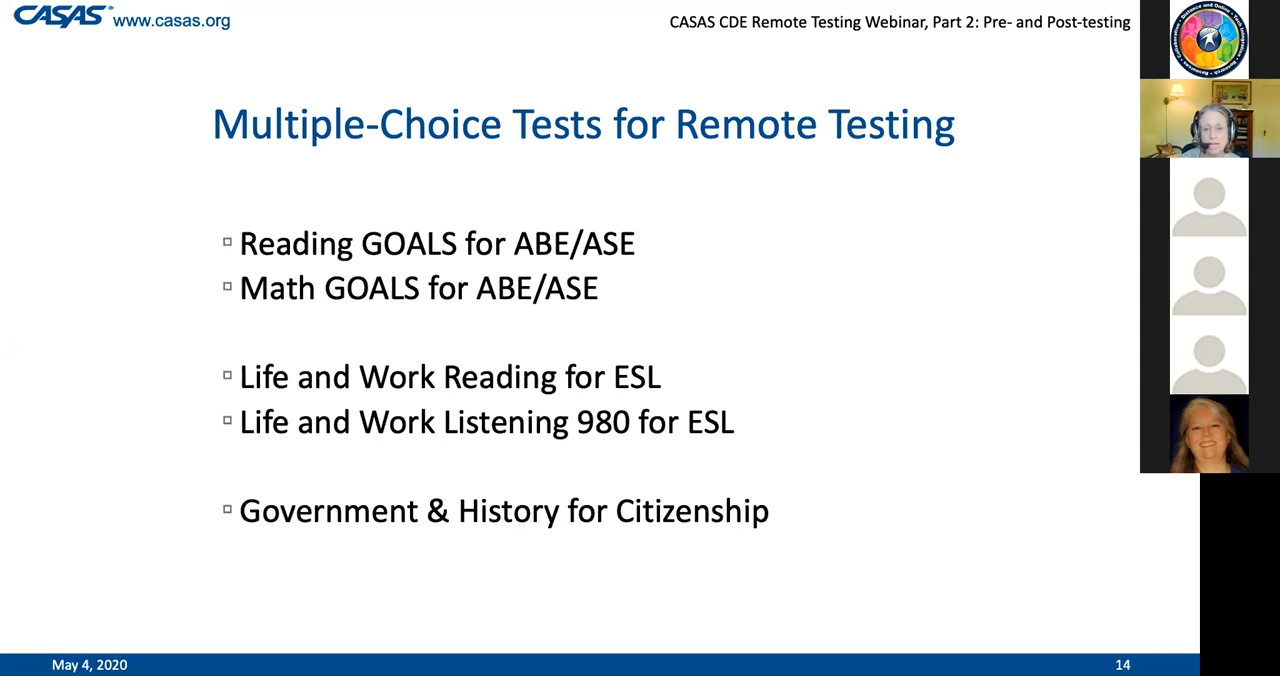 CASAS www.casas.org
CASAS CDE Remote Testing Webinar, Part 2: Pre- and Post-testing
Multiple-Choice Tests for Remote Testing
Reading GOALS for ABE/ASE
Math GOALS for ABE/ASE
Life and Work Reading for ESL
Life and Work Listening 980 for ESL
Government & History for Citizenship
May 4, 2020
14